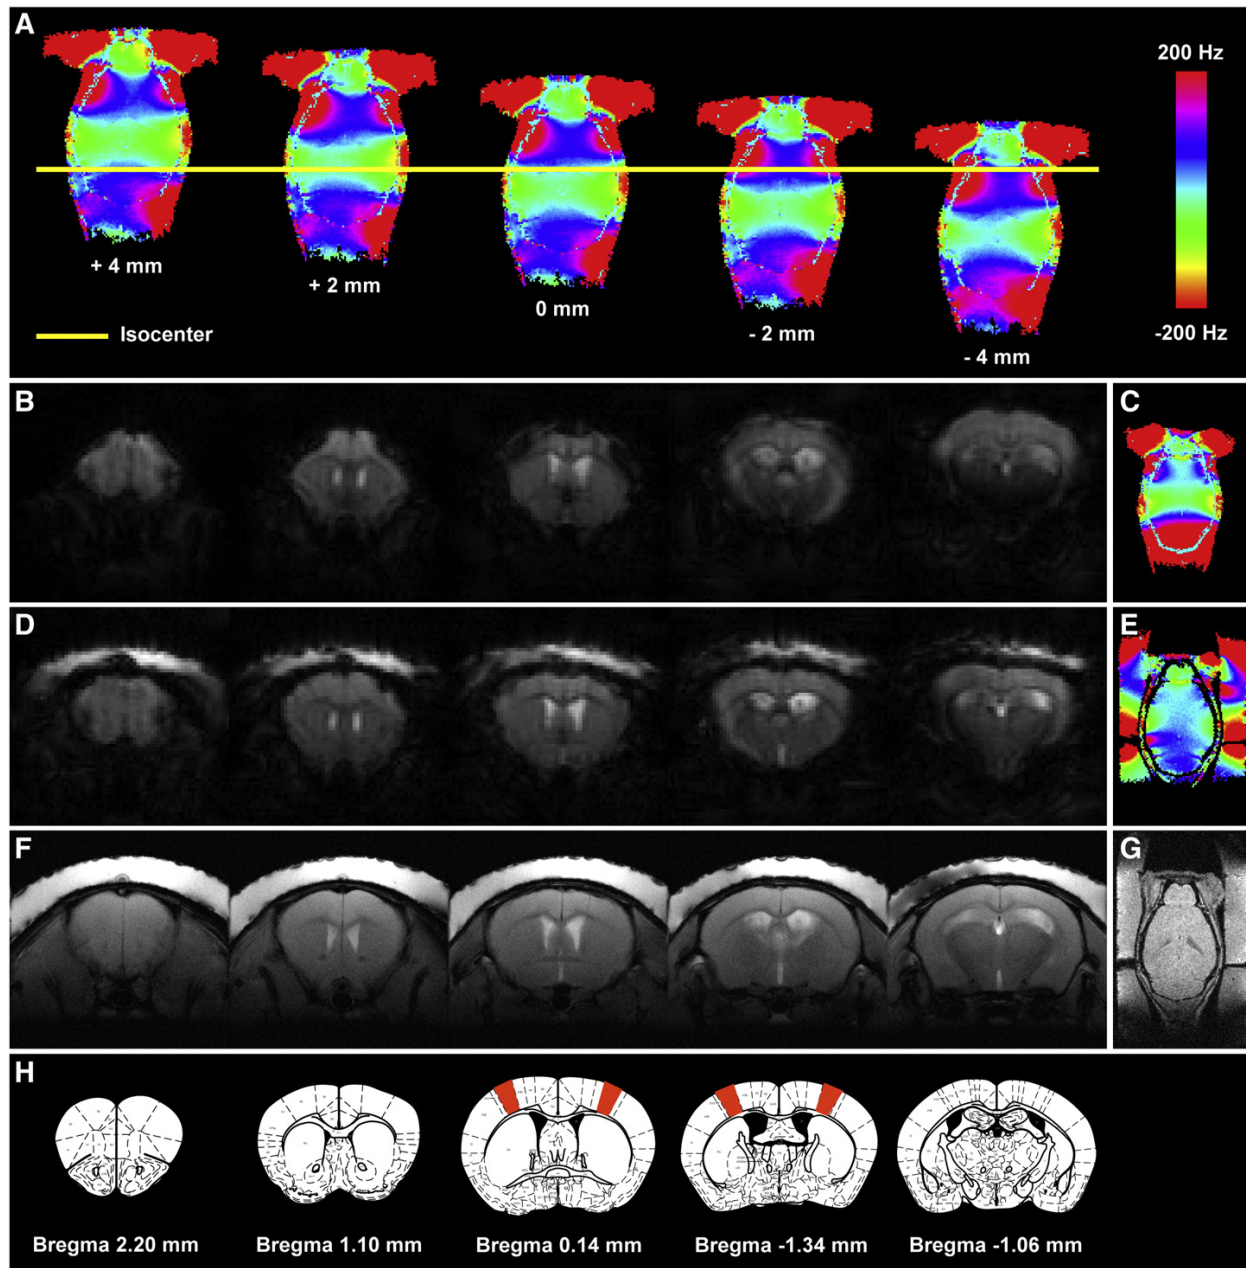 A
200 Hz
+ 4 mm
+ 2 mm
0 mm
- 2 mm
- 4 mm
-200 Hz
Isocenter
B
C
D
E
F
G
H
Bregma 2.20 mm
Bregma 1.10 mm
Bregma 0.14 mm
Bregma -1.34 mm
Bregma -1.06 mm